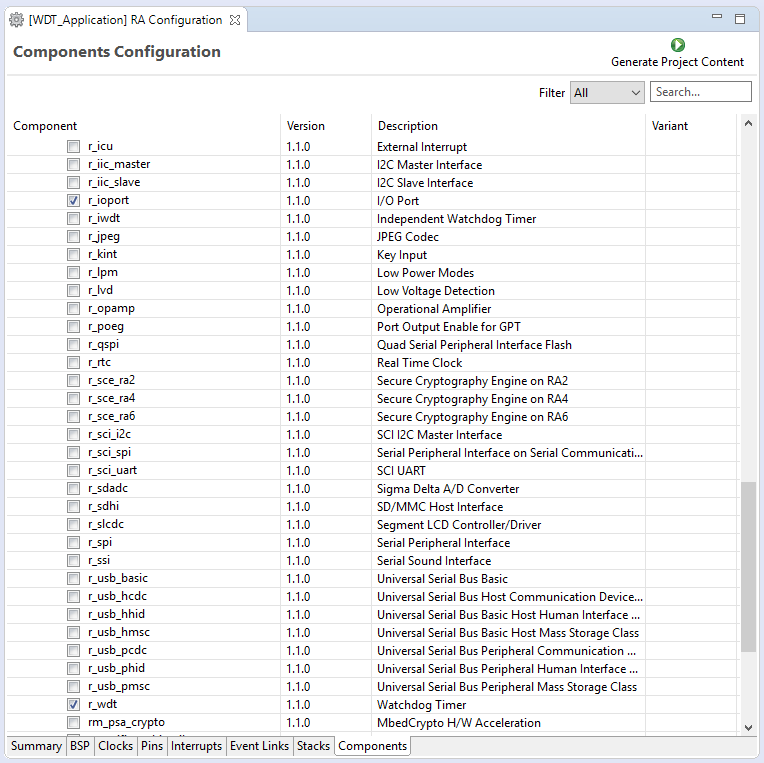 [WDT_Application] RA Configuration
Components Configuration
Generate Project Content
Filter All Search...
Component Version Description Variant
r_icu 1.1.0 External Interrupt
r_iic_master 1.1.0 I2C Master Interface
r_iic_slave 1.1.0 I2C Slave Interface
r_ioport 1.1.0 I/O Port
r_iwdt 1.1.0 Independent Watchdog Timer
r_jpeg 1.1.0 JPEG Codec
r_kint 1.1.0 Key Input
r_lpm 1.1.0 Low Power Modes
r_lvd 1.1.0 Low Voltage Detection
r_opamp 1.1.0 Operational Amplifier
r_poeg 1.1.0 Port Output Enable for GPT
r_qspi 1.1.0 Quad Serial Peripheral Interface Flash
r_rtc 1.1.0 Real Time Clock
r_sce_ra2 1.1.0 Secure Cryptography Engine on RA2
r_sce_ra4 1.1.0 Secure Cryptography Engine on RA4
r_sce_ra6 1.1.0 Secure Cryptography Engine on RA6
r_sci_i2c 1.1.0 SCI I2C Master Interface
r_sci_spi 1.1.0 Serial Peripheral Interface on Serial Communicati...
r_sci_uart 1.1.0 SCI UART
r_sdadc 1.1.0 Sigma Delta A/D Converter
r_sdhi 1.1.0 SD/MMC Host Interface
r_slcdc 1.1.0 Segment LCD Controller/Driver
r_spi 1.1.0 Serial Peripheral Interface
r_ssi 1.1.0 Serial Sound Interface
r_usb_basic 1.1.0 Universal Serial Bus Basic
r_usb_hcdc 1.1.0 Universal Serial Bus Host Communication Device...
r_usb_hhid 1.1.0 Universal Serial Bus Basic Host Human Interface ...
r_usb_hmsc 1.1.0 Universal Serial Bus Basic Host Mass Storage Class
r_usb_pcdc 1.1.0 Universal Serial Bus Peripheral Communication ...
r_usb_phid 1.1.0 Universal Serial Bus Peripheral Human Interface ...
r_usb_pmsc 1.1.0 Universal Serial Bus Peripheral Mass Storage Class
r_wdt 1.1.0 Watchdog Timer
rm_psa_crypto 1.1.0 MbedCrypto H/W Acceleration
Summary BSP Clocks Pins Interrupts Event Links Stacks Components